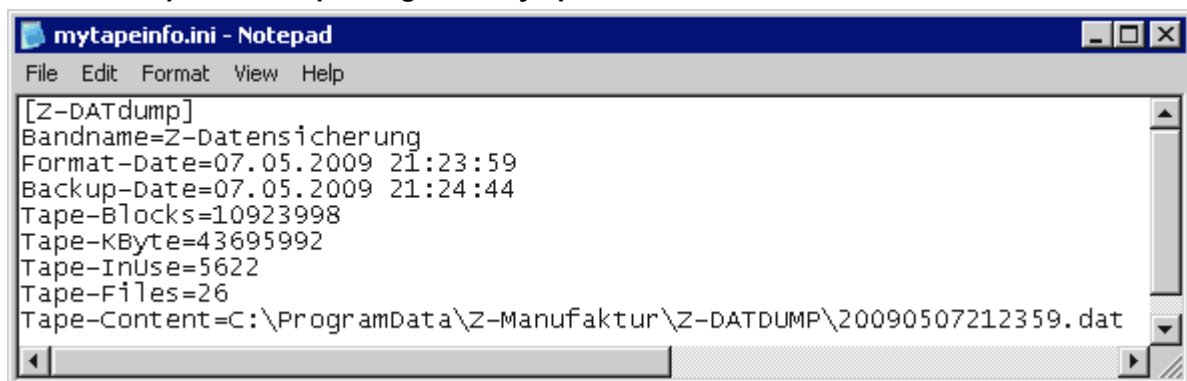 mytapeinfo.ini - Notepad
File Edit Format View Help
[Z-DATdump]
Bandname=Z-Datensicherung
Format-Date=07.05.2009 21:23:59
Backup-Date=07.05.2009 21:24:44
Tape-Blocks=10923998
Tape-KByte=43695992
Tape-InUse=5622
Tape-Files=26
Tape-Content=C:\ProgramData\Z-Manufaktur\Z-DATDUMP\20090507212359.dat